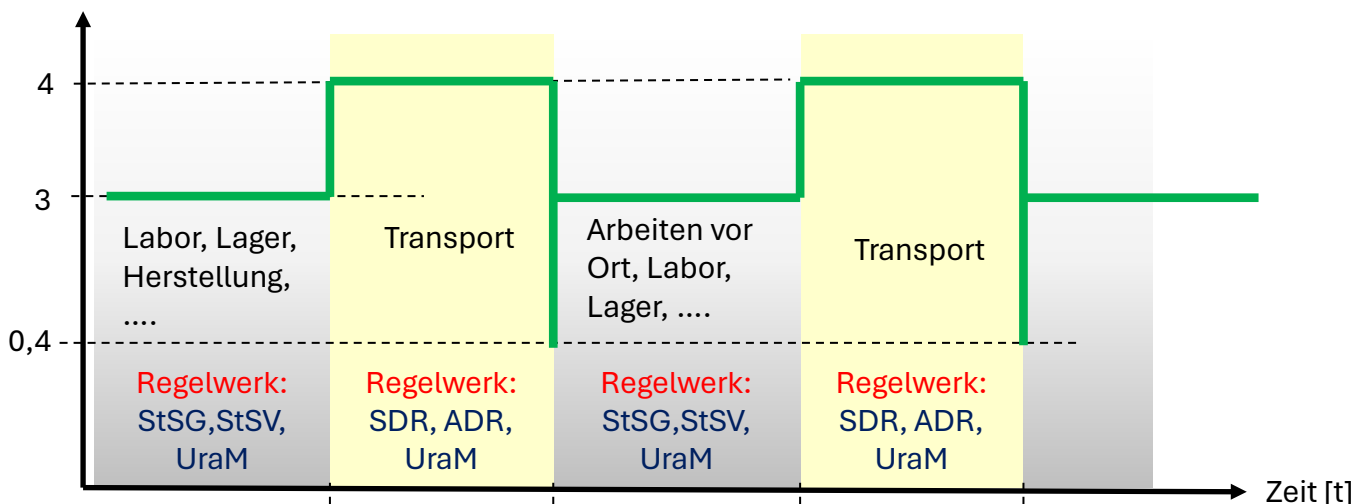 4
3
0,4
Labor, Lager,
Herstellung,
....
Transport
Arbeiten vor
Ort, Labor,
Lager, ....
Transport
Regelwerk:
StSG,StSV,
UraM
Regelwerk:
SDR, ADR,
UraM
Regelwerk:
StSG,StSV,
UraM
Regelwerk:
SDR, ADR,
UraM
Zeit [t]